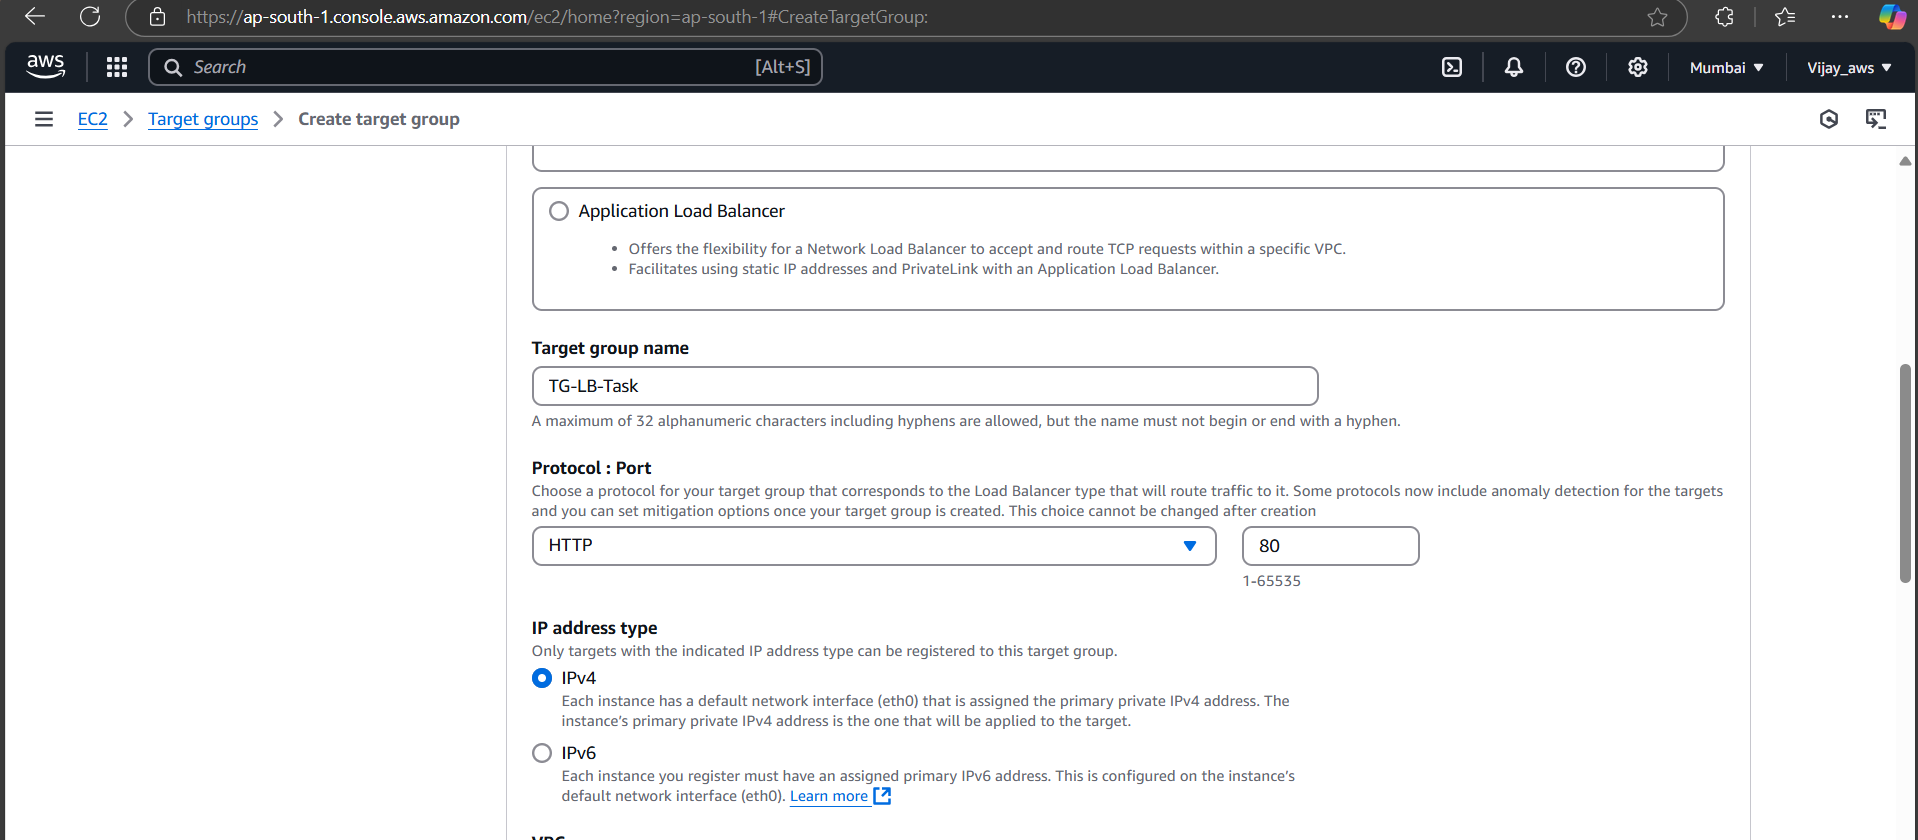 https://ap-south-1.console.aws.amazon.com/ec2/home?region=ap-south-1#CreateTargetGroup:
aws
Search
[Alt+S]
Mumbai
Vijay_aws
EC2
Target groups
Create target group
Application Load Balancer
Offers the flexibility for a Network Load Balancer to accept and route TCP requests within a specific VPC.
Facilitates using static IP addresses and PrivateLink with an Application Load Balancer.
Target group name
TG-LB-Task
A maximum of 32 alphanumeric characters including hyphens are allowed, but the name must not begin or end with a hyphen.
Protocol : Port
Choose a protocol for your target group that corresponds to the Load Balancer type that will route traffic to it. Some protocols now include anomaly detection for the targets
and you can set mitigation options once your target group is created. This choice cannot be changed after creation
HTTP
80
1-65535
IP address type
Only targets with the indicated IP address type can be registered to this target group.
IPv4
Each instance has a default network interface (eth0) that is assigned the primary private IPv4 address. The
instance’s primary private IPv4 address is the one that will be applied to the target.
IPv6
Each instance you register must have an assigned primary IPv6 address. This is configured on the instance’s
default network interface (eth0). Learn more
VPC